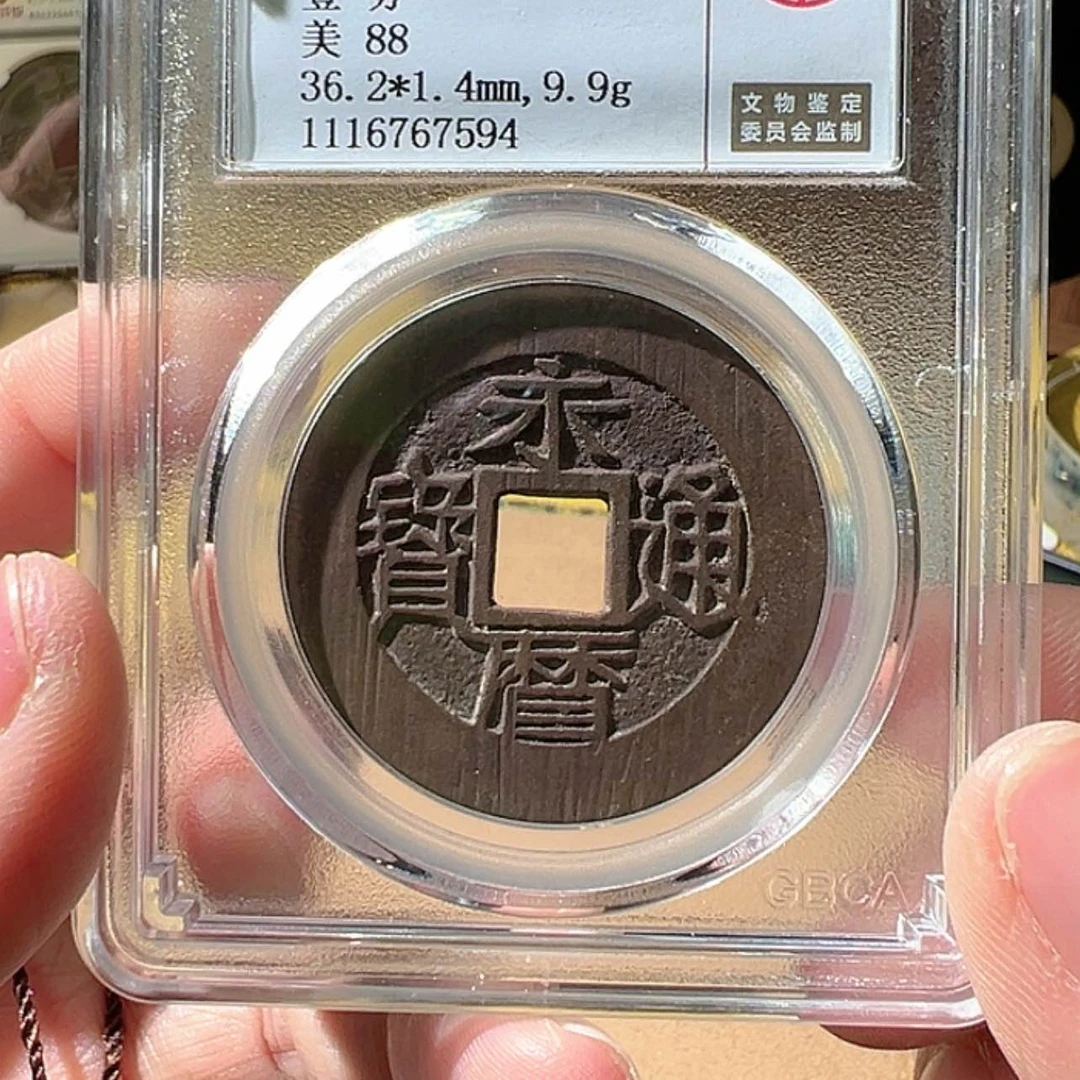 美 88
36.2*1.4mm,9.9g
1116767594
文物鉴定
委员会监制
永曆通寶
GBCA